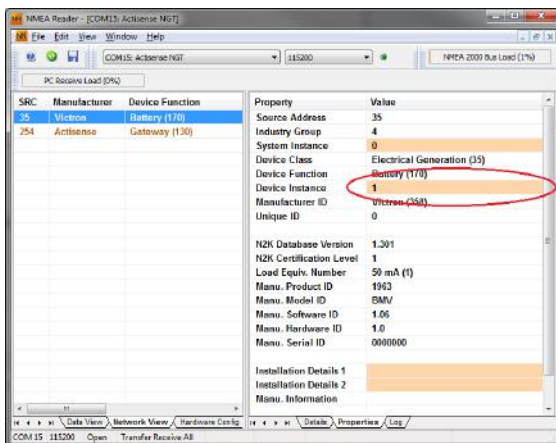 NMEA Reader - [COM15: Actisense NGT]
File Edit View Window Help
COM15: Actisense NGT 115200 NMEA 2000 Bus Load (1%)
PC Receive Load (0%)
SRC Manufacturer Device Function
35 Victron Battery (170)
254 Actisense Gateway (130)
Property Value
Source Address 35
Industry Group 4
System Instance 0
Device Class Electrical Generation (35)
Device Function Battery (170)
Device Instance 1
Manufacturer ID Victron (358)
Unique ID 0
N2K Database Version 1.301
N2K Certification Level 1
Load Equiv. Number 50 mA (1)
Manu. Product ID 1963
Manu. Model ID BMV
Manu. Software ID 1.06
Manu. Hardware ID 1.0
Manu. Serial ID 0000000
Installation Details 1
Installation Details 2
Manu. Information
Data View Network View Hardware Config Details Properties Log
COM 15 115200 Open Transfer Receive All